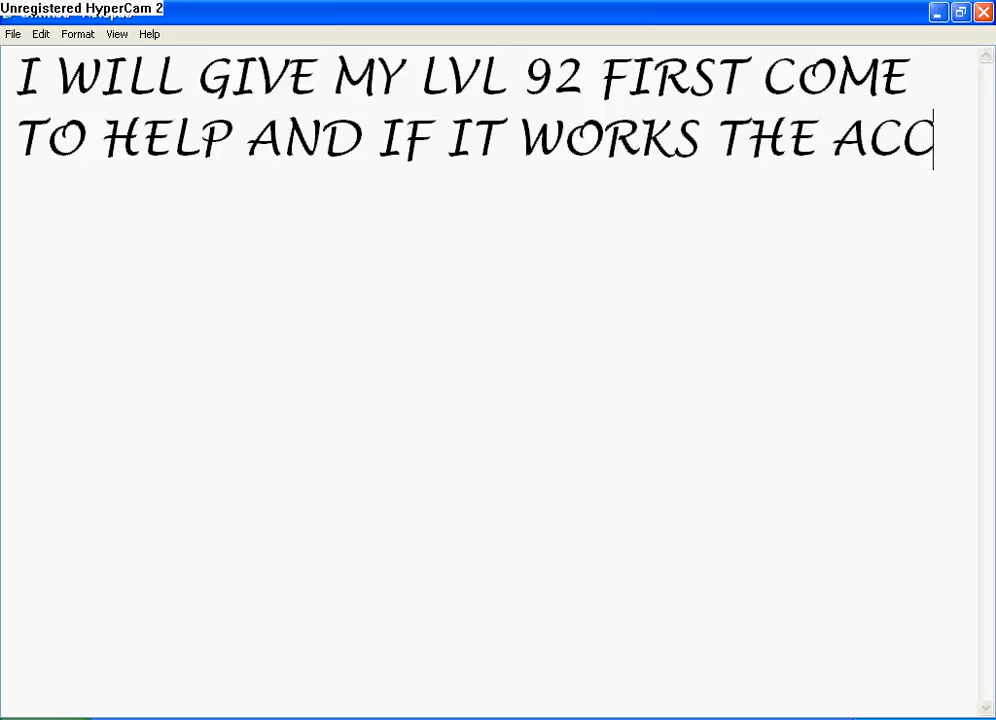 Unregistered HyperCam 2
File Edit Format View Help
I WILL GIVE MY LVL 92 FIRST COME
TO HELP AND IF IT WORKS THE ACC